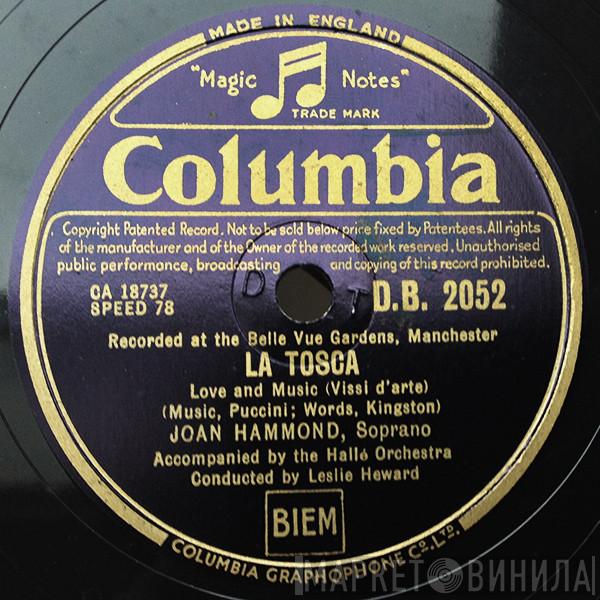 MADE IN ENGLAND
"Magic Notes"
TRADE MARK
Columbia
Copyright Patented Record. Not to be sold below price fixed by Patentees. All rights
of the manufacturer and of the Owner of the recorded work reserved. Unauthorised
public performance, broadcasting and copying of this record prohibited.
D T
CA 18737
SPEED 78
D.B. 2052
Recorded at the Belle Vue Gardens, Manchester
LA TOSCA
Love and Music (Vissi d'arte)
(Music, Puccini; Words, Kingston)
JOAN HAMMOND, Soprano
Accompanied by the Hallé Orchestra
Conducted by Leslie Heward
BIEM
COLUMBIA GRAPHOPHONE CO. LTD.
МАРКЕТ ВИНИЛА